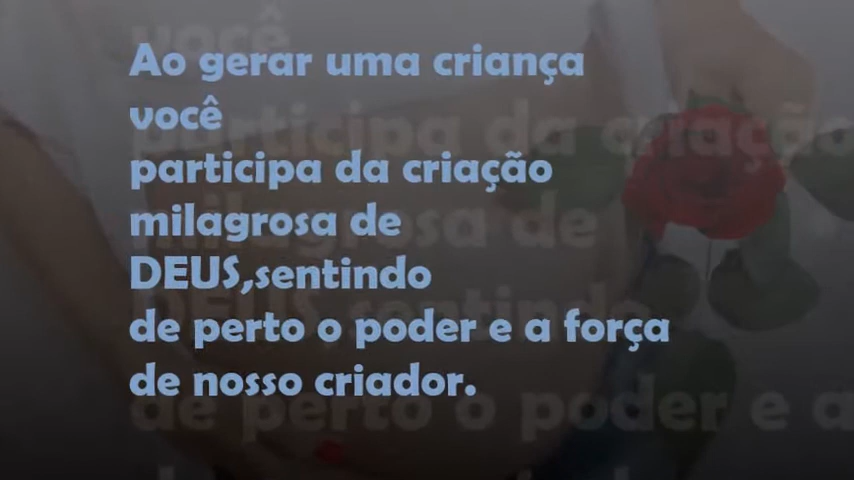 Ao gerar uma criança
você
participa da criação
milagrosa de
DEUS,sentindo
de perto o poder e a força
de nosso criador.